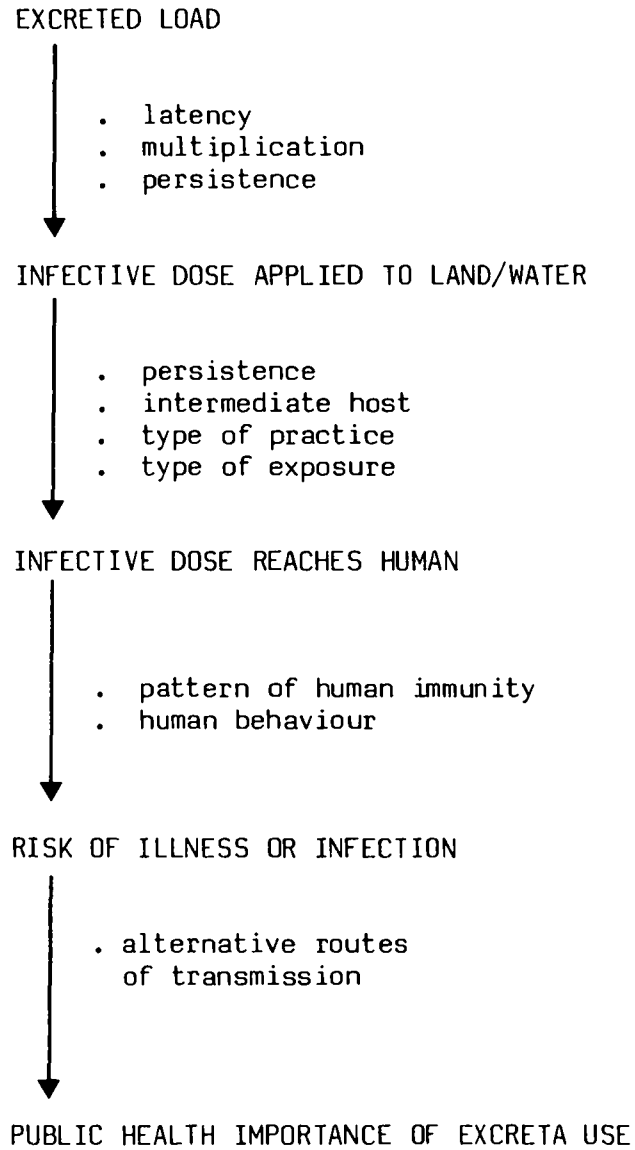 EXCRETED LOAD
. latency
. multiplication
. persistence
INFECTIVE DOSE APPLIED TO LAND/WATER
. persistence
. intermediate host
. type of practice
. type of exposure
INFECTIVE DOSE REACHES HUMAN
. pattern of human immunity
. human behaviour
RISK OF ILLNESS OR INFECTION
. alternative routes
of transmission
PUBLIC HEALTH IMPORTANCE OF EXCRETA USE